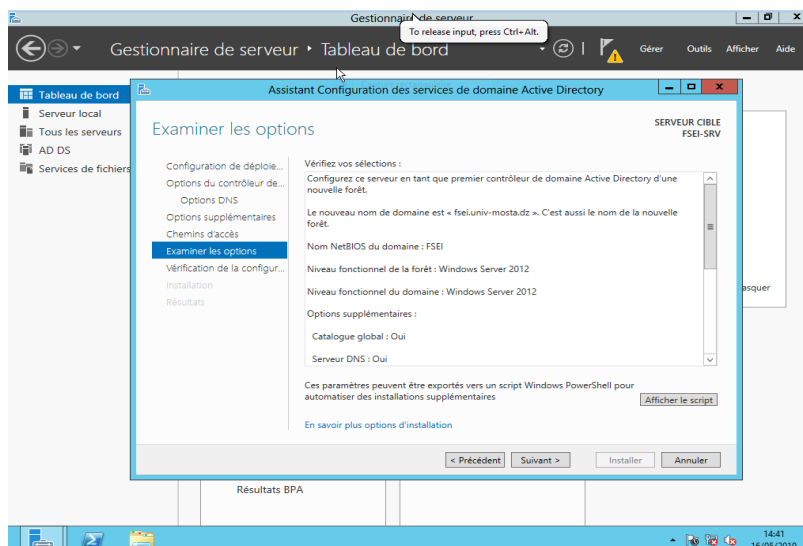 Gestionnaire de serveur
To release input, press Ctrl+Alt.
Gestionnaire de serveur ‣ Tableau de bord
Gérer Outils Afficher Aide
Tableau de bord
Serveur local
Tous les serveurs
AD DS
Services de fichiers
Assistant Configuration des services de domaine Active Directory
Examiner les options
SERVEUR CIBLE
FSEI-SRV
Configuration de déploie...
Options du contrôleur de...
Options DNS
Options supplémentaires
Chemins d'accès
Examiner les options
Vérification de la configur...
Installation
Résultats
Vérifiez vos sélections :
Configurez ce serveur en tant que premier contrôleur de domaine Active Directory d'une
nouvelle forêt.
Le nouveau nom de domaine est « fsei.univ-mosta.dz ». C'est aussi le nom de la nouvelle
forêt.
Nom NetBIOS du domaine : FSEI
Niveau fonctionnel de la forêt : Windows Server 2012
Niveau fonctionnel du domaine : Windows Server 2012
Options supplémentaires :
Catalogue global : Oui
Serveur DNS : Oui
Ces paramètres peuvent être exportés vers un script Windows PowerShell pour
automatiser des installations supplémentaires
Afficher le script
En savoir plus options d'installation
< Précédent Suivant > Installer Annuler
asquer
Résultats BPA
14:41
16/05/2019